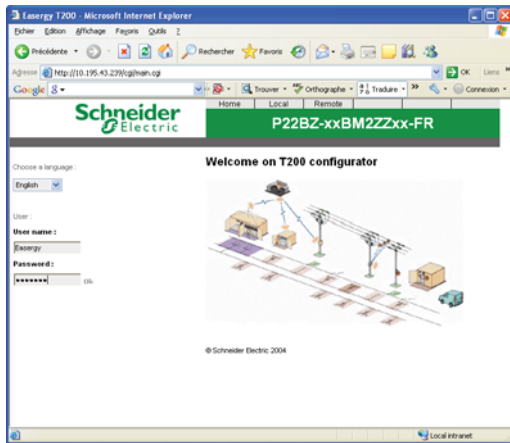 Easergy T200 - Microsoft Internet Explorer
Fichier Edition Affichage Favoris Outils ?
Précédente Rechercher Favoris
Adresse http://10.195.43.239/cgi/main.cgi OK Liens »
Google Trouver Orthographe Traduire » Connexion
Home Local Remote
Schneider Electric
P22BZ-xxBM2ZZxx-FR
Welcome on T200 configurator
Choose a language :
English
User :
User name :
Easergy
Password :
••••••• Ok
© Schneider Electric 2004
Local intranet